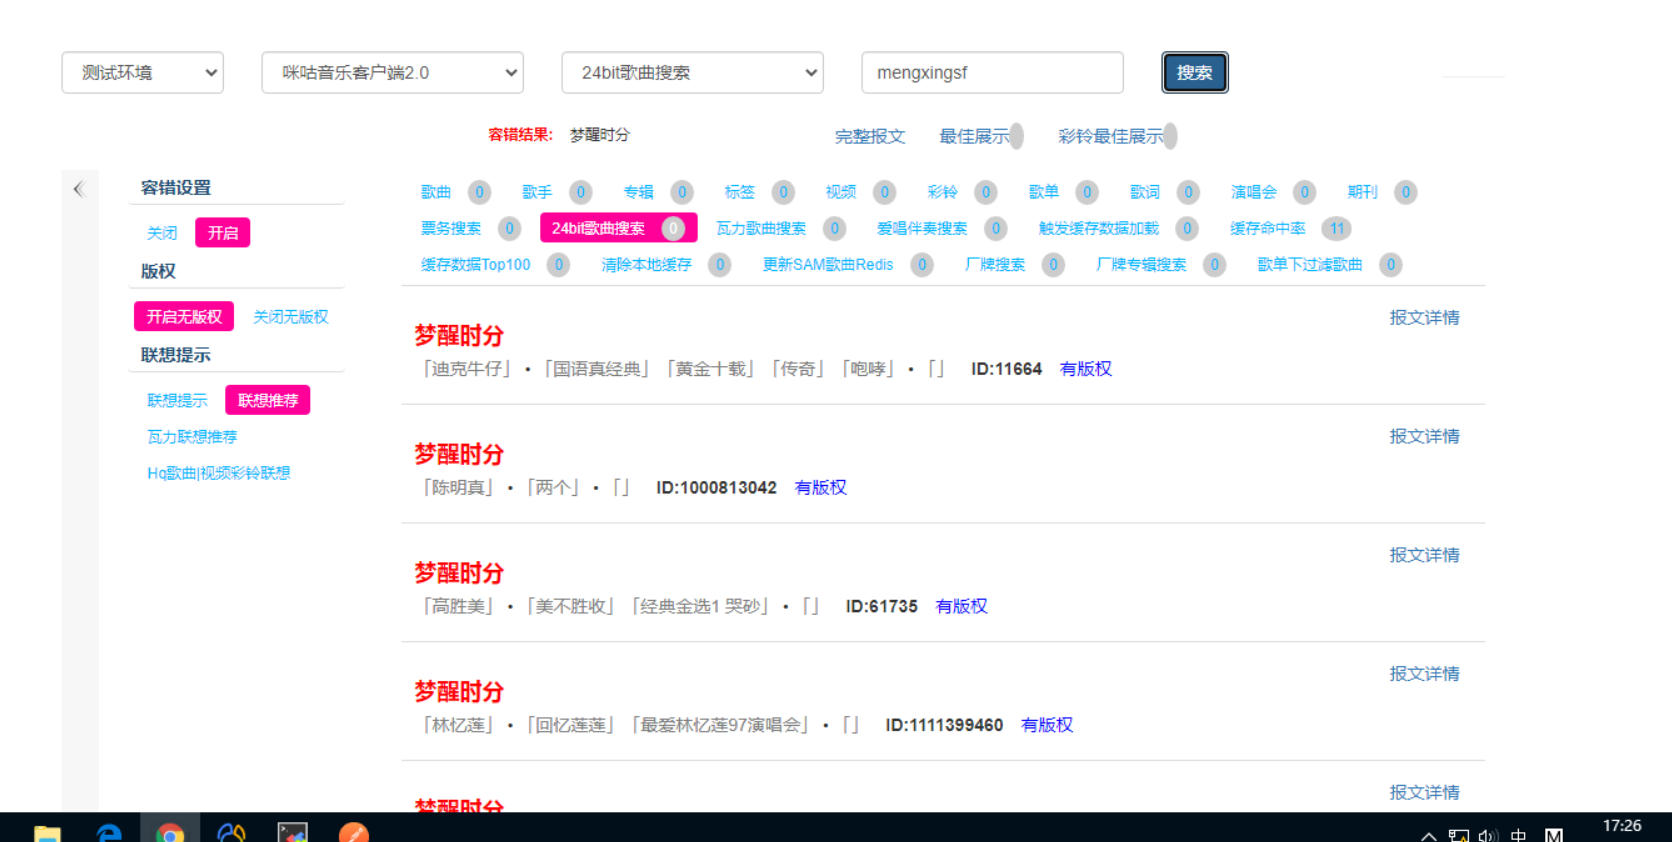 测试环境 咪咕音乐客户端2.0 24bit歌曲搜索 mengxingsf 搜索
容错结果: 梦醒时分 完整报文 最佳展示 彩铃最佳展示
容错设置
关闭 开启
版权
开启无版权 关闭无版权
联想提示
联想提示 联想推荐
瓦力联想推荐
Hq歌曲|视频彩铃联想
歌曲 0 歌手 0 专辑 0 标签 0 视频 0 彩铃 0 歌单 0 歌词 0 演唱会 0 期刊 0
票务搜索 0 24bit歌曲搜索 0 瓦力歌曲搜索 0 爱唱伴奏搜索 0 触发缓存数据加载 0 缓存命中率 11
缓存数据Top100 0 清除本地缓存 0 更新SAM歌曲Redis 0 厂牌搜索 0 厂牌专辑搜索 0 歌单下过滤歌曲 0
梦醒时分 报文详情
「迪克牛仔」 • 「国语真经典」「黄金十载」「传奇」「咆哮」 • 「」 ID:11664 有版权
梦醒时分 报文详情
「陈明真」 • 「两个」 • 「」 ID:1000813042 有版权
梦醒时分 报文详情
「高胜美」 • 「美不胜收」「经典金选1 哭砂」 • 「」 ID:61735 有版权
梦醒时分 报文详情
「林忆莲」 • 「回忆莲莲」「最爱林忆莲97演唱会」 • 「」 ID:1111399460 有版权
梦醒时分 报文详情
中 M 17:26